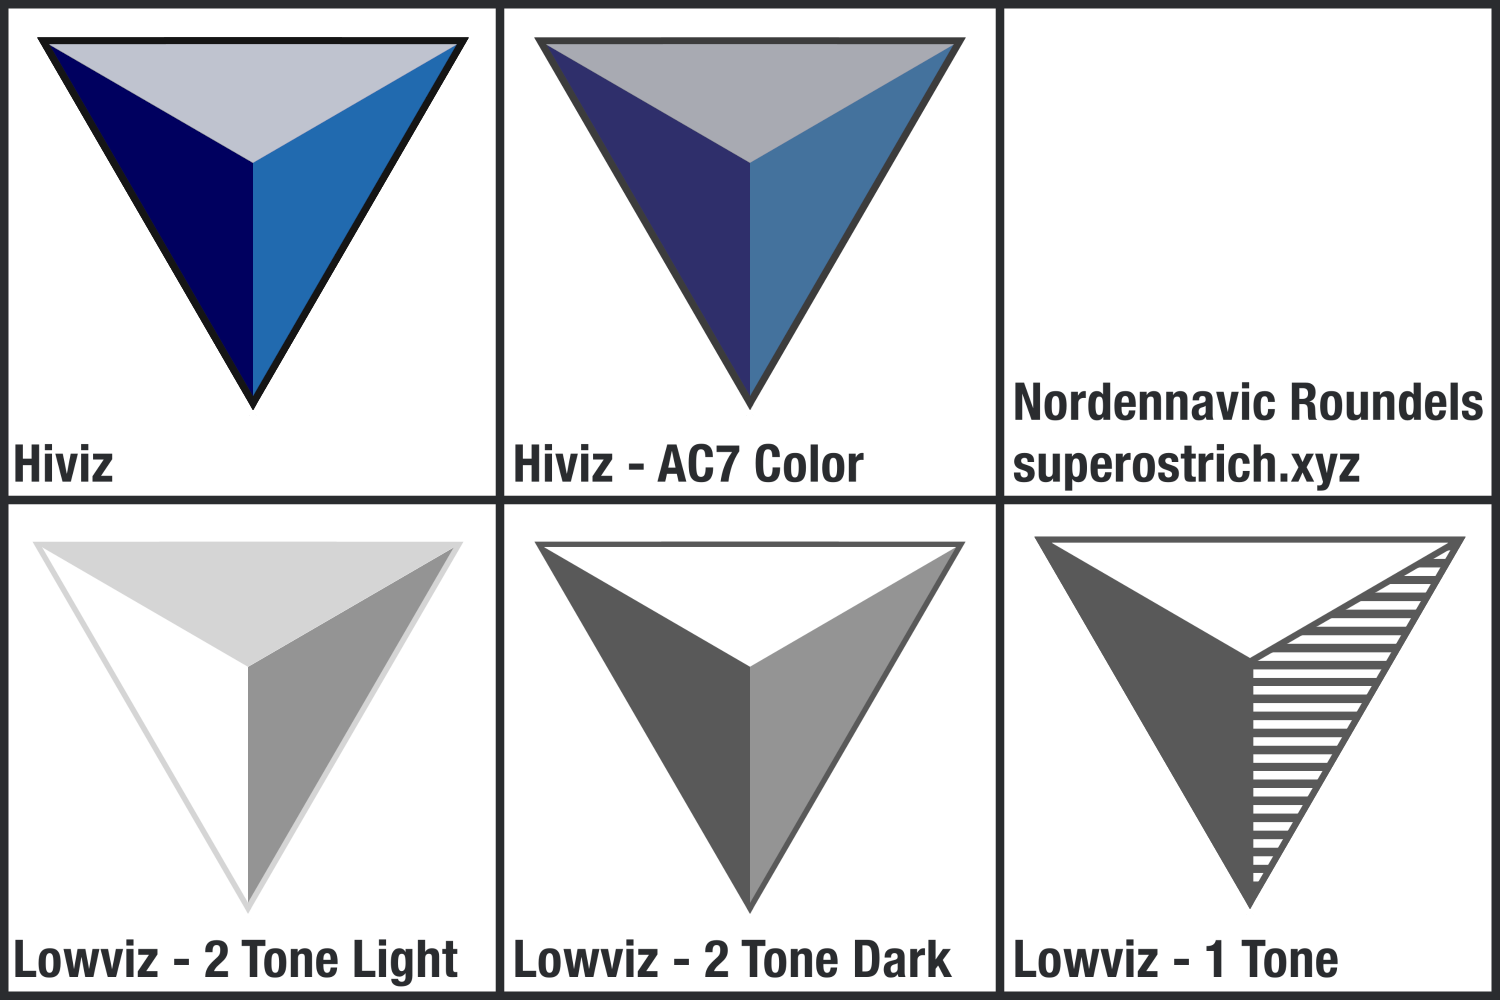 Hiviz
Hiviz - AC7 Color
Nordennavic Roundels
superostrich.xyz
Lowviz - 2 Tone Light
Lowviz - 2 Tone Dark
Lowviz - 1 Tone